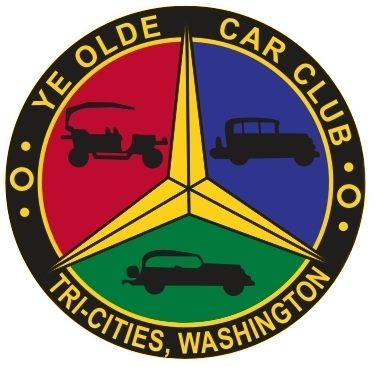 YE OLDE CAR CLUB
TRI-CITIES, WASHINGTON